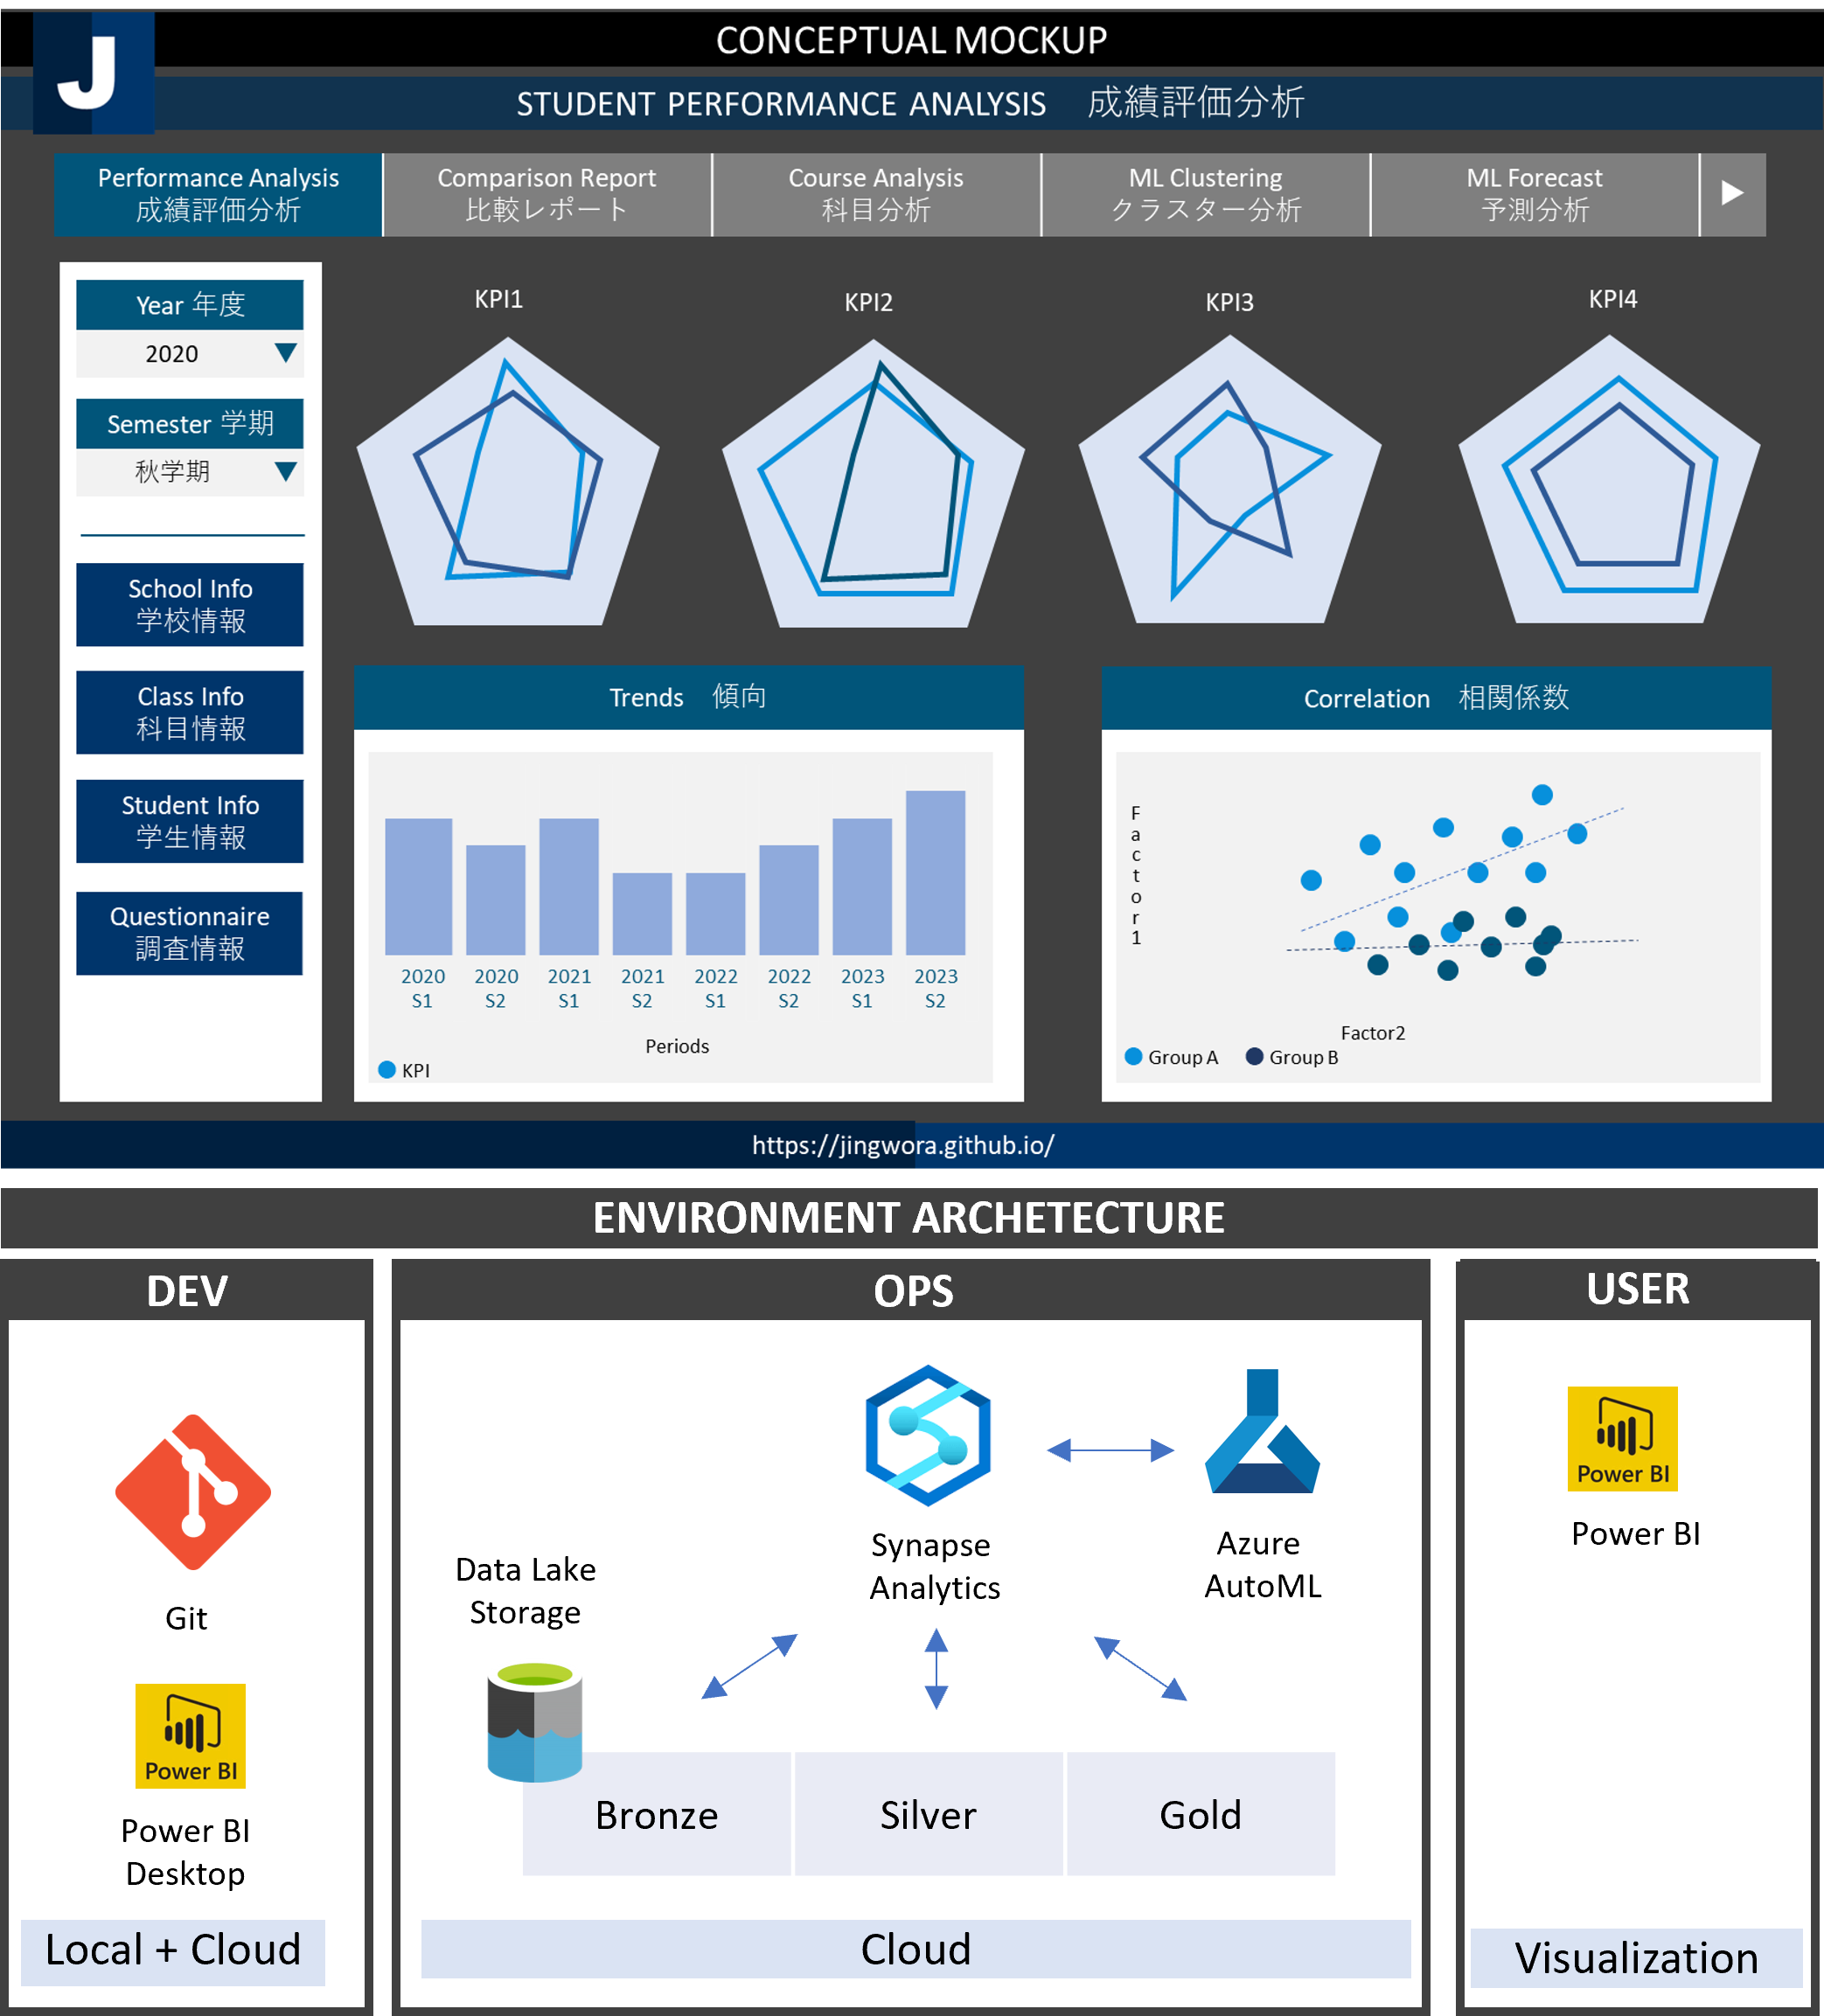 J
CONCEPTUAL MOCKUP
STUDENT PERFORMANCE ANALYSIS 成績評価分析
Performance Analysis
成績評価分析
Comparison Report
比較レポート
Course Analysis
科目分析
ML Clustering
クラスター分析
ML Forecast
予測分析
Year 年度
2020
Semester 学期
秋学期
School Info
学校情報
Class Info
科目情報
Student Info
学生情報
Questionnaire
調査情報
KPI1
KPI2
KPI3
KPI4
Trends 傾向
2020
S1
2020
S2
2021
S1
2021
S2
2022
S1
2022
S2
2023
S1
2023
S2
Periods
KPI
Correlation 相関係数
Factor1
Factor2
Group A
Group B
https://jingwora.github.io/
ENVIRONMENT ARCHETECTURE
DEV
Git
Power BI
Power BI
Desktop
Local + Cloud
OPS
Synapse
Analytics
Azure
AutoML
Data Lake
Storage
Bronze
Silver
Gold
Cloud
USER
Power BI
Power BI
Visualization